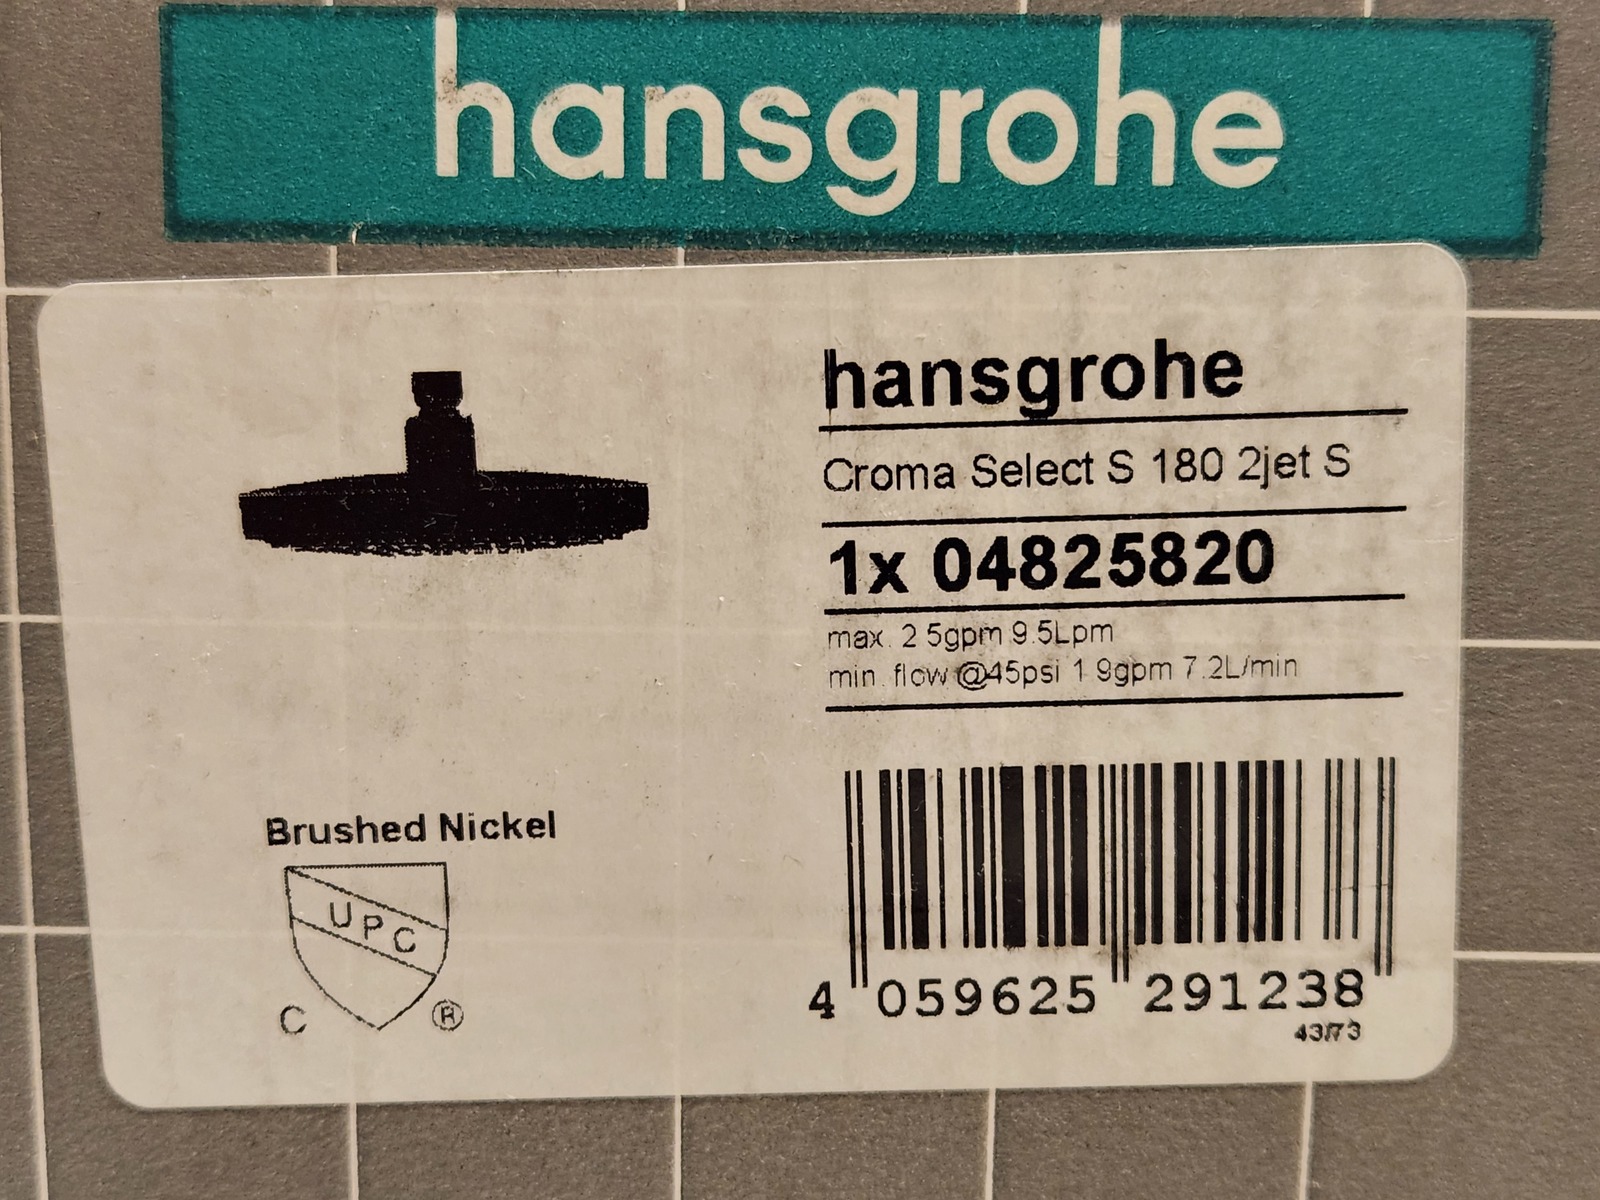 hansgrohe
hansgrohe
Croma Select S 180 2jet S
1x 04825820
max. 2.5gpm 9.5Lpm
min. flow @45psi 1.9gpm 7.2L/min
Brushed Nickel
UPC
C ®
4 059625 291238
43/73